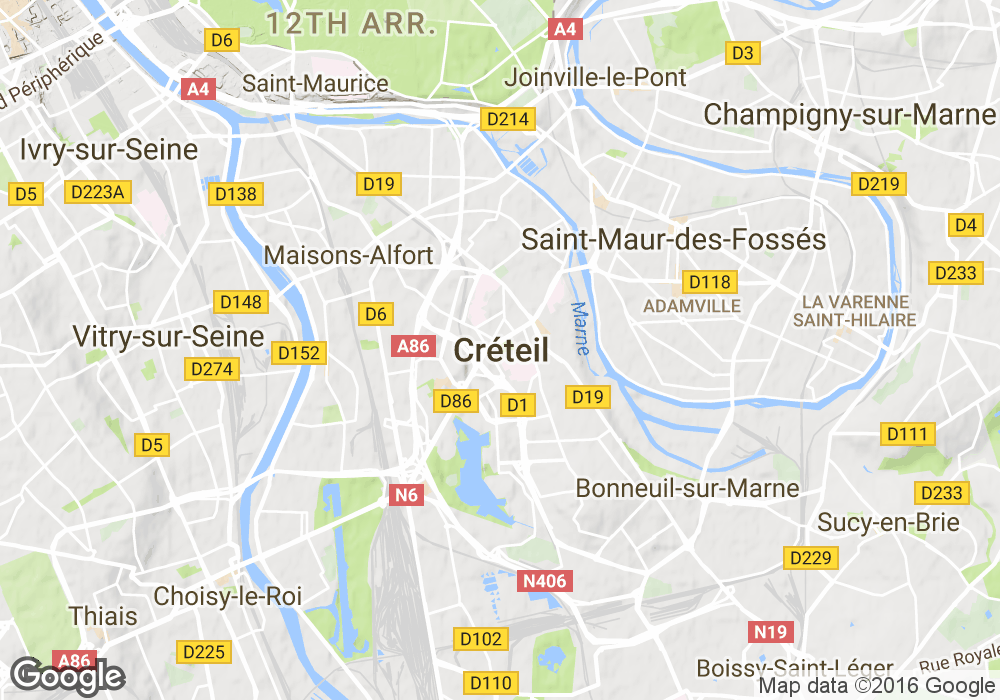 12TH ARR.
A4
D6
D3
d Périphérique
Joinville-le-Pont
Saint-Maurice
A4
D214
Champigny-sur-Marne
Ivry-sur-Seine
D5
D223A
D138
D19
D219
D4
Saint-Maur-des-Fossés
Maisons-Alfort
D233
D118
D148
ADAMVILLE
LA VARENNE
SAINT-HILAIRE
D6
Marne
Vitry-sur-Seine
A86
Créteil
D152
D274
D86
D1
D19
D5
D111
N6
Bonneuil-sur-Marne
D233
Sucy-en-Brie
D229
N406
Choisy-le-Roi
Thiais
N19
D102
D225
A86
Rue Royale
Boissy-Saint-Léger
D110
Google
Map data ©2016 Google